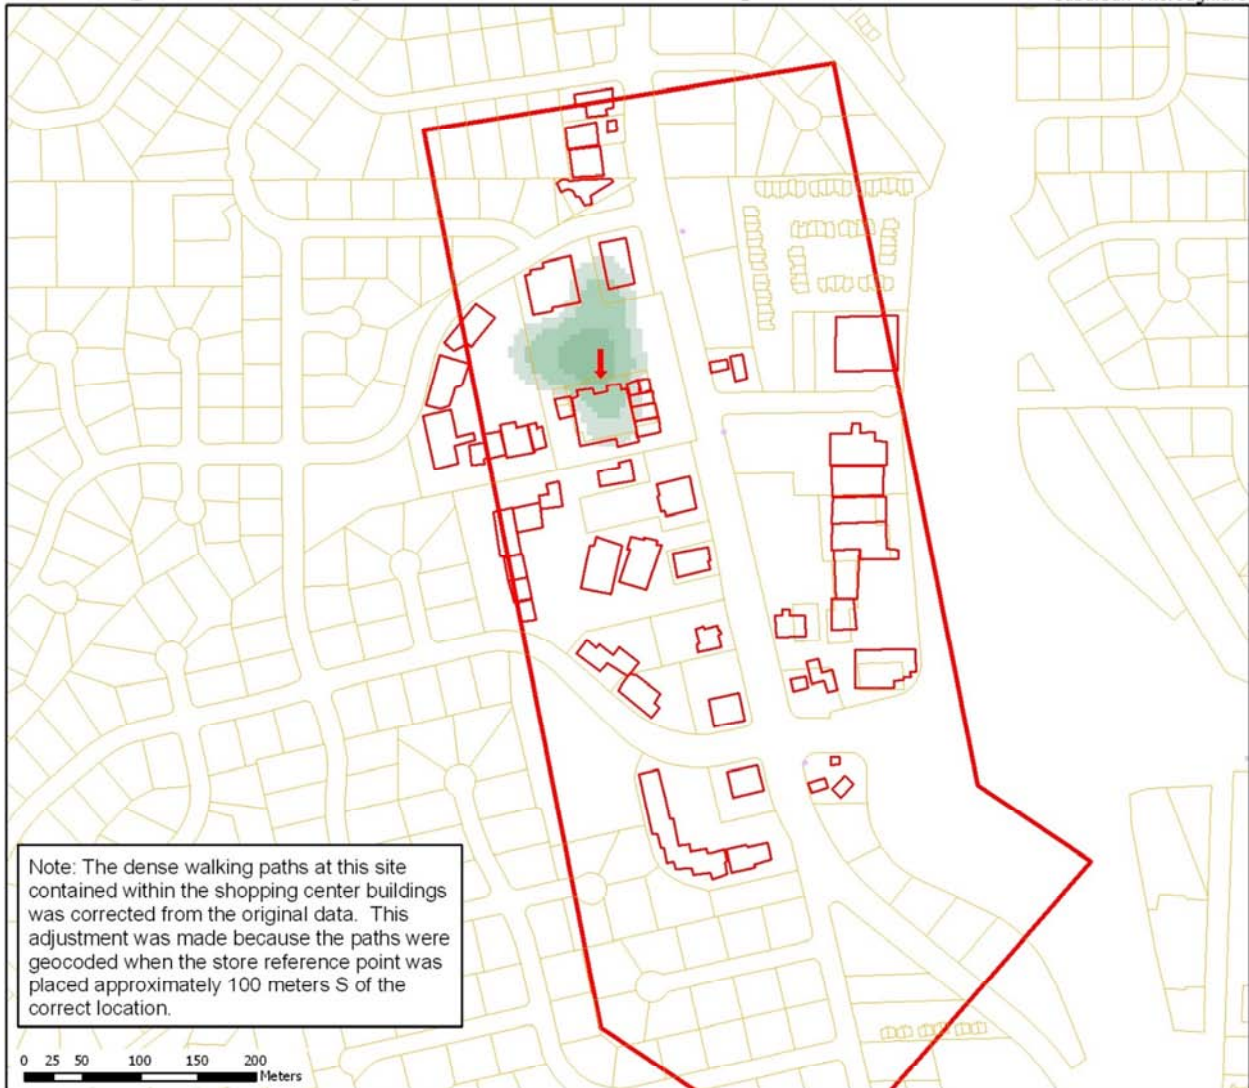 Note: The dense walking paths at this site
contained within the shopping center buildings
was corrected from the original data. This
adjustment was made because the paths were
geocoded when the store reference point was
placed approximately 100 meters S of the
correct location.
0 25 50 100 150 200
Meters